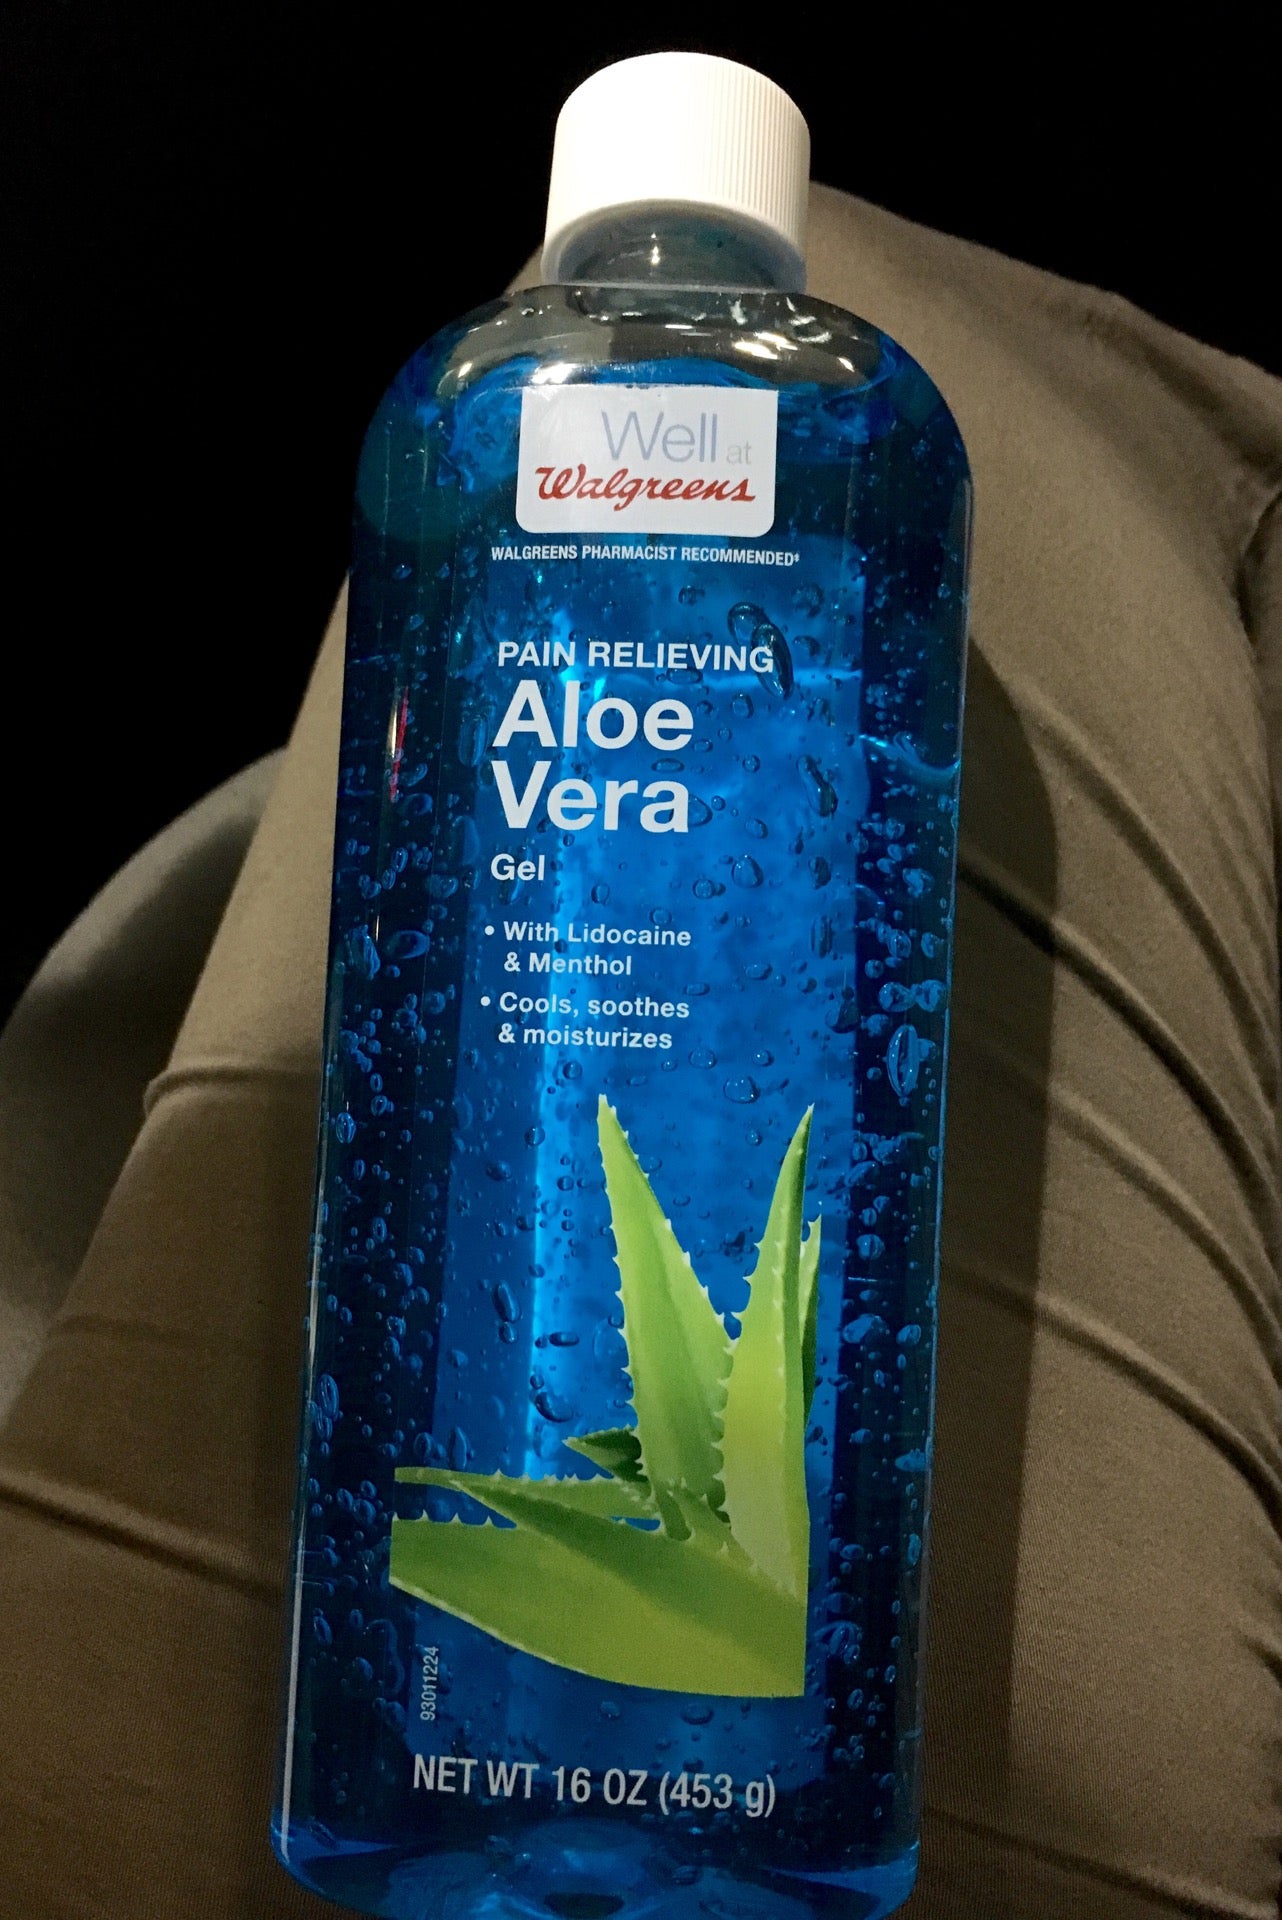 Well at
Walgreens
WALGREENS PHARMACIST RECOMMENDED‡
PAIN RELIEVING
Aloe
Vera
Gel
• With Lidocaine
& Menthol
• Cools, soothes
& moisturizes
93011224
NET WT 16 OZ (453 g)